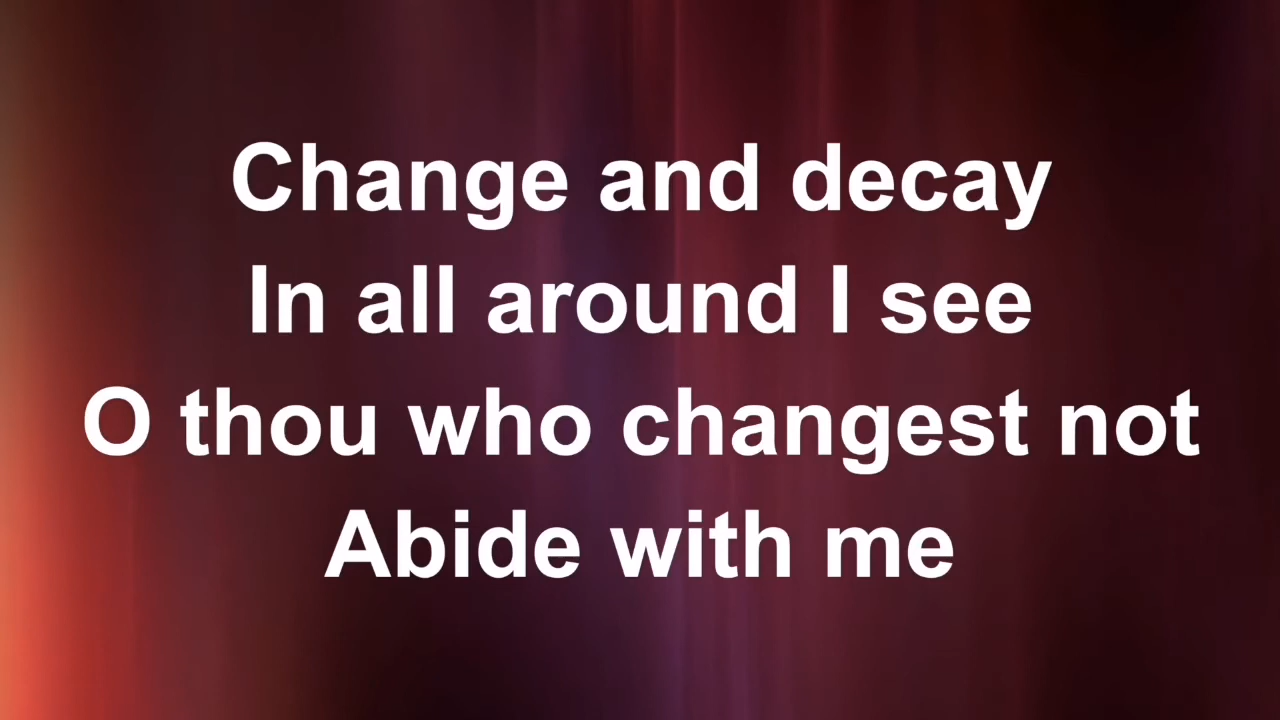 Change and decay
In all around I see
O thou who changest not
Abide with me